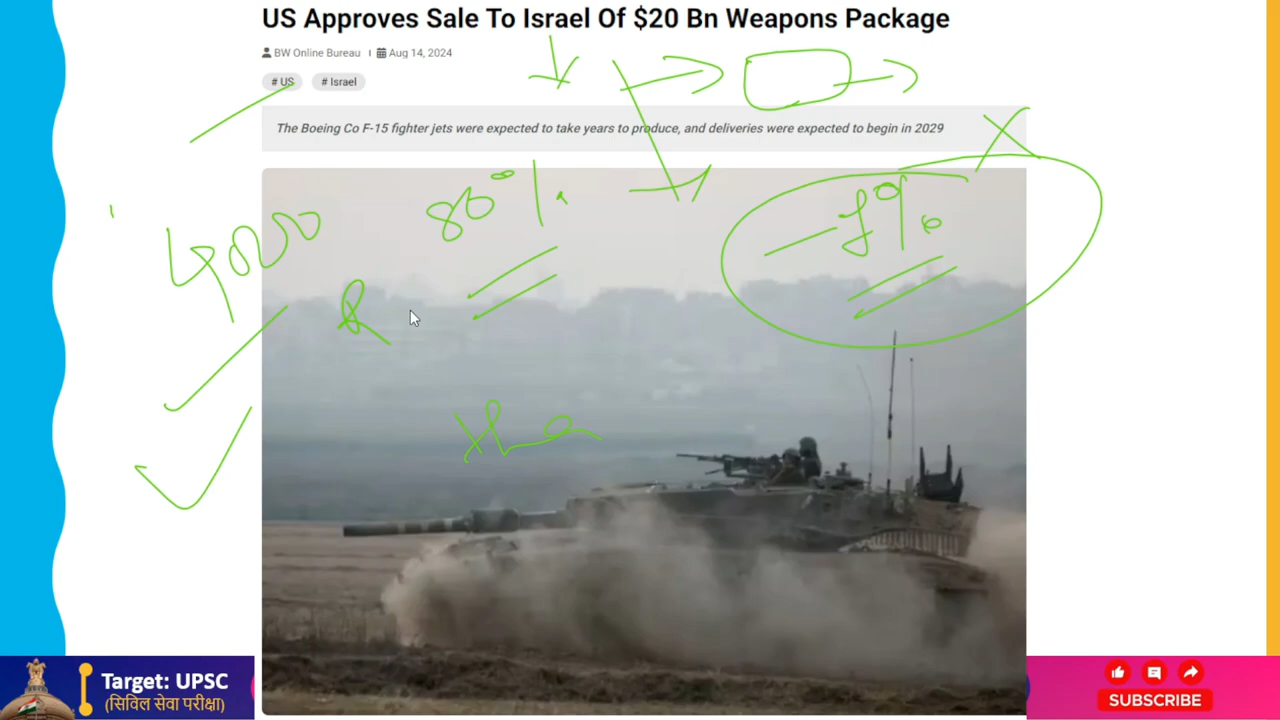 US Approves Sale To Israel Of $20 Bn Weapons Package
BW Online Bureau | Aug 14, 2024
# US # Israel
The Boeing Co F-15 fighter jets were expected to take years to produce, and deliveries were expected to begin in 2029
80%
Target: UPSC
(सिविल सेवा परीक्षा)
SUBSCRIBE